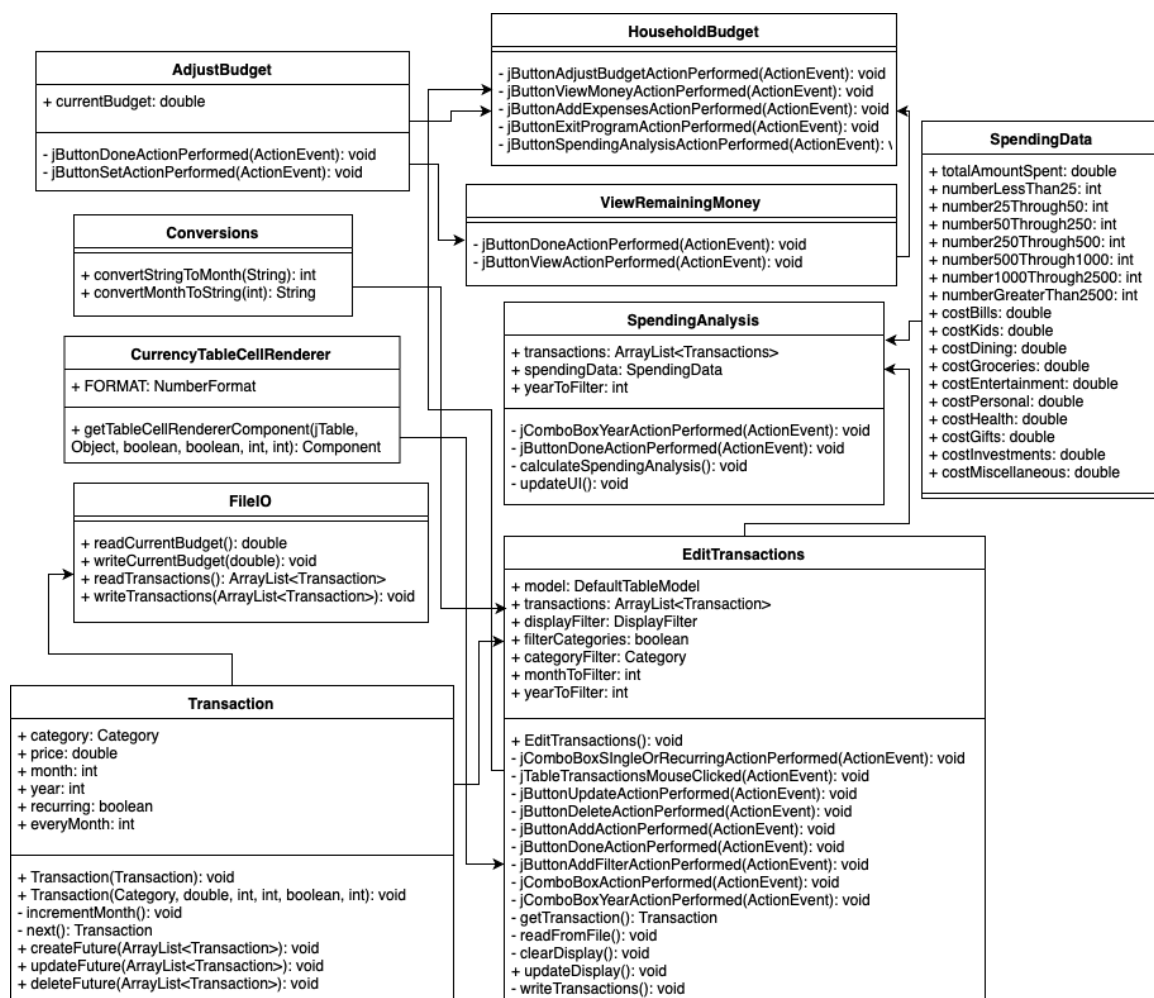 HouseholdBudget
- jButtonAdjustBudgetActionPerformed(ActionEvent): void
- jButtonViewMoneyActionPerformed(ActionEvent): void
- jButtonAddExpensesActionPerformed(ActionEvent): void
- jButtonExitProgramActionPerformed(ActionEvent): void
- jButtonSpendingAnalysisActionPerformed(ActionEvent):
AdjustBudget
+ currentBudget: double
- jButtonDoneActionPerformed(ActionEvent): void
- jButtonSetActionPerformed(ActionEvent): void
SpendingData
+ totalAmountSpent: double
+ numberLessThan25: int
+ number25Through50: int
+ number50Through250: int
+ number250Through500: int
+ number500Through1000: int
+ number1000Through2500: int
+ numberGreaterThan2500: int
+ costBills: double
+ costKids: double
+ costDining: double
+ costGroceries: double
+ costEntertainment: double
+ costPersonal: double
+ costHealth: double
+ costGifts: double
+ costInvestments: double
+ costMiscellaneous: double
ViewRemainingMoney
- jButtonDoneActionPerformed(ActionEvent): void
- jButtonViewActionPerformed(ActionEvent): void
Conversions
+ convertStringToMonth(String): int
+ convertMonthToString(int): String
SpendingAnalysis
+ transactions: ArrayList<Transactions>
+ spendingData: SpendingData
+ yearToFilter: int
- jComboBoxYearActionPerformed(ActionEvent): void
- jButtonDoneActionPerformed(ActionEvent): void
- calculateSpendingAnalysis(): void
- updateUI(): void
CurrencyTableCellRenderer
+ FORMAT: NumberFormat
+ getTableCellRendererComponent(jTable,
Object, boolean, boolean, int, int): Component
FileIO
+ readCurrentBudget(): double
+ writeCurrentBudget(double): void
+ readTransactions(): ArrayList<Transaction>
+ writeTransactions(ArrayList<Transaction>): void
EditTransactions
+ model: DefaultTableModel
+ transactions: ArrayList<Transaction>
+ displayFilter: DisplayFilter
+ filterCategories: boolean
+ categoryFilter: Category
+ monthToFilter: int
+ yearToFilter: int
+ EditTransactions(): void
- jComboBoxSIngleOrRecurringActionPerformed(ActionEvent): void
- jTableTransactionsMouseClicked(ActionEvent): void
- jButtonUpdateActionPerformed(ActionEvent): void
- jButtonDeleteActionPerformed(ActionEvent): void
- jButtonAddActionPerformed(ActionEvent): void
- jButtonDoneActionPerformed(ActionEvent): void
- jButtonAddFilterActionPerformed(ActionEvent): void
- jComboBoxActionPerformed(ActionEvent): void
- jComboBoxYearActionPerformed(ActionEvent): void
- getTransaction(): Transaction
- readFromFile(): void
- clearDisplay(): void
+ updateDisplay(): void
- writeTransactions(): void
Transaction
+ category: Category
+ price: double
+ month: int
+ year: int
+ recurring: boolean
+ everyMonth: int
+ Transaction(Transaction): void
+ Transaction(Category, double, int, int, boolean, int): void
- incrementMonth(): void
- next(): Transaction
+ createFuture(ArrayList<Transaction>): void
+ updateFuture(ArrayList<Transaction>): void
+ deleteFuture(ArrayList<Transaction>): void